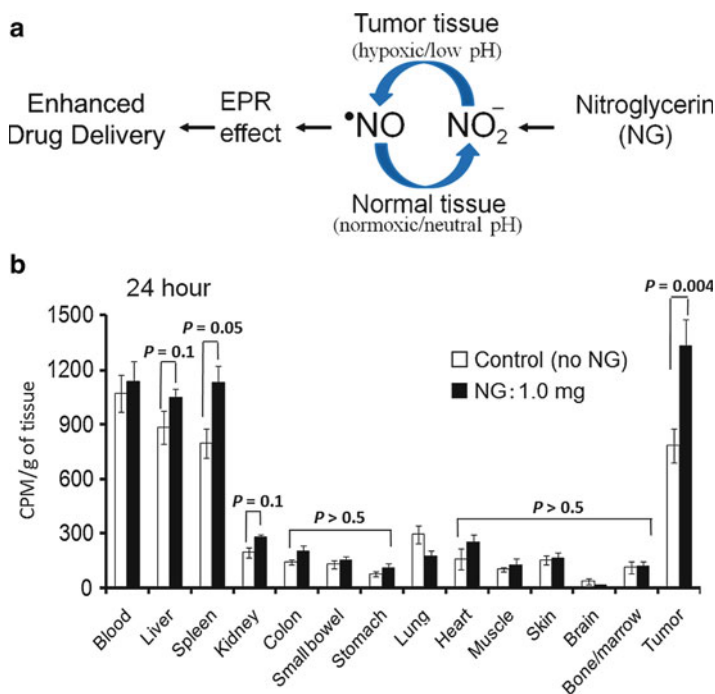 a
Tumor tissue
(hypoxic/low pH)
Enhanced Drug Delivery
EPR effect
•NO
NO₂⁻
Nitroglycerin (NG)
Normal tissue
(normoxic/neutral pH)
b
24 hour
P = 0.004
P = 0.05
P = 0.1
Control (no NG)
NG: 1.0 mg
P = 0.1
P > 0.5
P > 0.5
CPM/g of tissue
1500
1200
900
600
300
0
Blood
Liver
Spleen
Kidney
Colon
Small bowel
Stomach
Lung
Heart
Muscle
Skin
Brain
Bone/marrow
Tumor